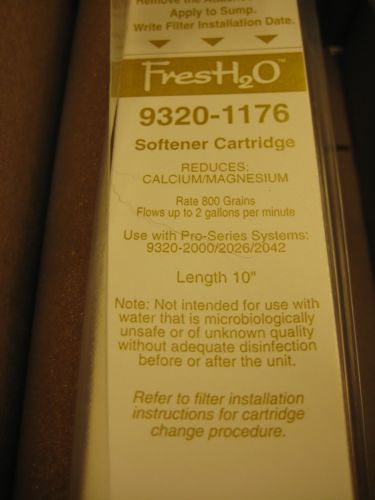 Remove the
Apply to Sump.
Write Filter Installation Date.
FresH2O™
9320-1176
Softener Cartridge
REDUCES:
CALCIUM/MAGNESIUM
Rate 800 Grains
Flows up to 2 gallons per minute
Use with Pro-Series Systems:
9320-2000/2026/2042
Length 10"
Note: Not intended for use with
water that is microbiologically
unsafe or of unknown quality
without adequate disinfection
before or after the unit.
Refer to filter installation
instructions for cartridge
change procedure.